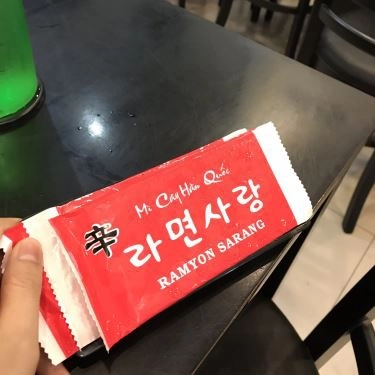 Mì Cay Hàn Quốc
辛 라면사랑
RAMYON SARANG